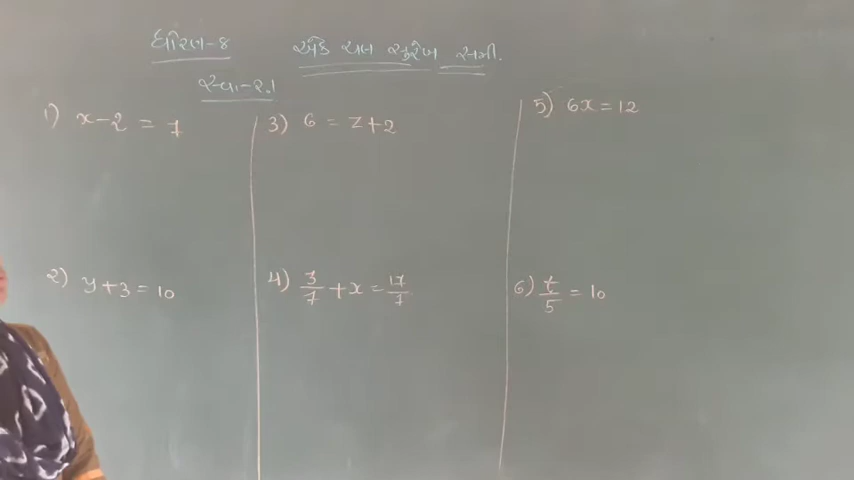 ધોરણ-૪
એક ચલ સુરેખ સમી.
સ્વા-૨.૧
1) x-2 = 7
2) y+3 = 10
3) 6 = z+2
4) 3/7 + x = 17/7
5) 6x = 12
6) t/5 = 10